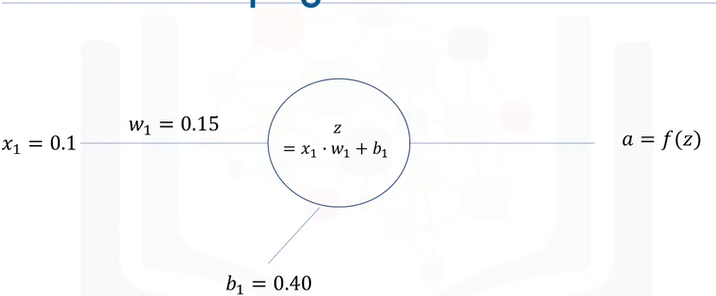 w₁ = 0.15
x₁ = 0.1
z
= x₁ · w₁ + b₁
a = f(z)
b₁ = 0.40